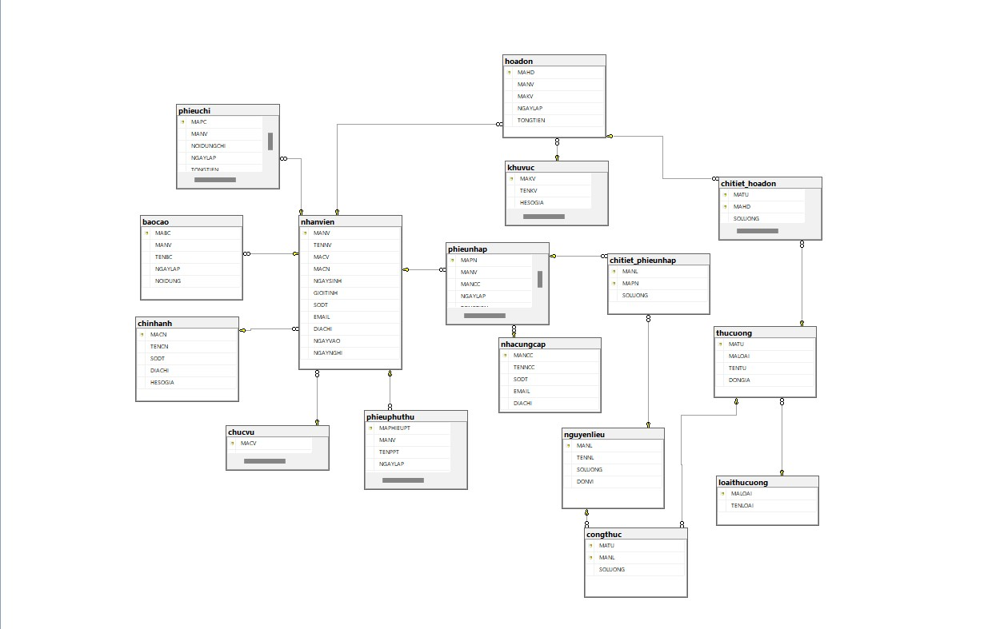 hoadon
MAHD
MANV
MAKV
NGAYLAP
TONGTIEN
phieuchi
MAPC
MANV
NOIDUNGCHI
NGAYLAP
TONGTIEN
khuvuc
MAKV
TENKV
HESOGIA
chitiet_hoadon
MATU
MAHD
SOLUONG
baocao
MABC
MANV
TENBC
NGAYLAP
NOIDUNG
nhanvien
MANV
TENNV
MACV
MACN
NGAYSINH
GIOITINH
SODT
EMAIL
DIACHI
NGAYVAO
NGAYNGHI
phieunhap
MAPN
MANV
MANCC
NGAYLAP
chitiet_phieunhap
MANL
MAPN
SOLUONG
chinhanh
MACN
TENCN
SODT
DIACHI
HESOGIA
nhacungcap
MANCC
TENNCC
SODT
EMAIL
DIACHI
thucuong
MATU
MALOAI
TENTU
DONGIA
chucvu
MACV
phieuphuthu
MAPHIEUPT
MANV
TENPPT
NGAYLAP
nguyenlieu
MANL
TENNL
SOLUONG
DONVI
loaithucuong
MALOAI
TENLOAI
congthuc
MATU
MANL
SOLUONG